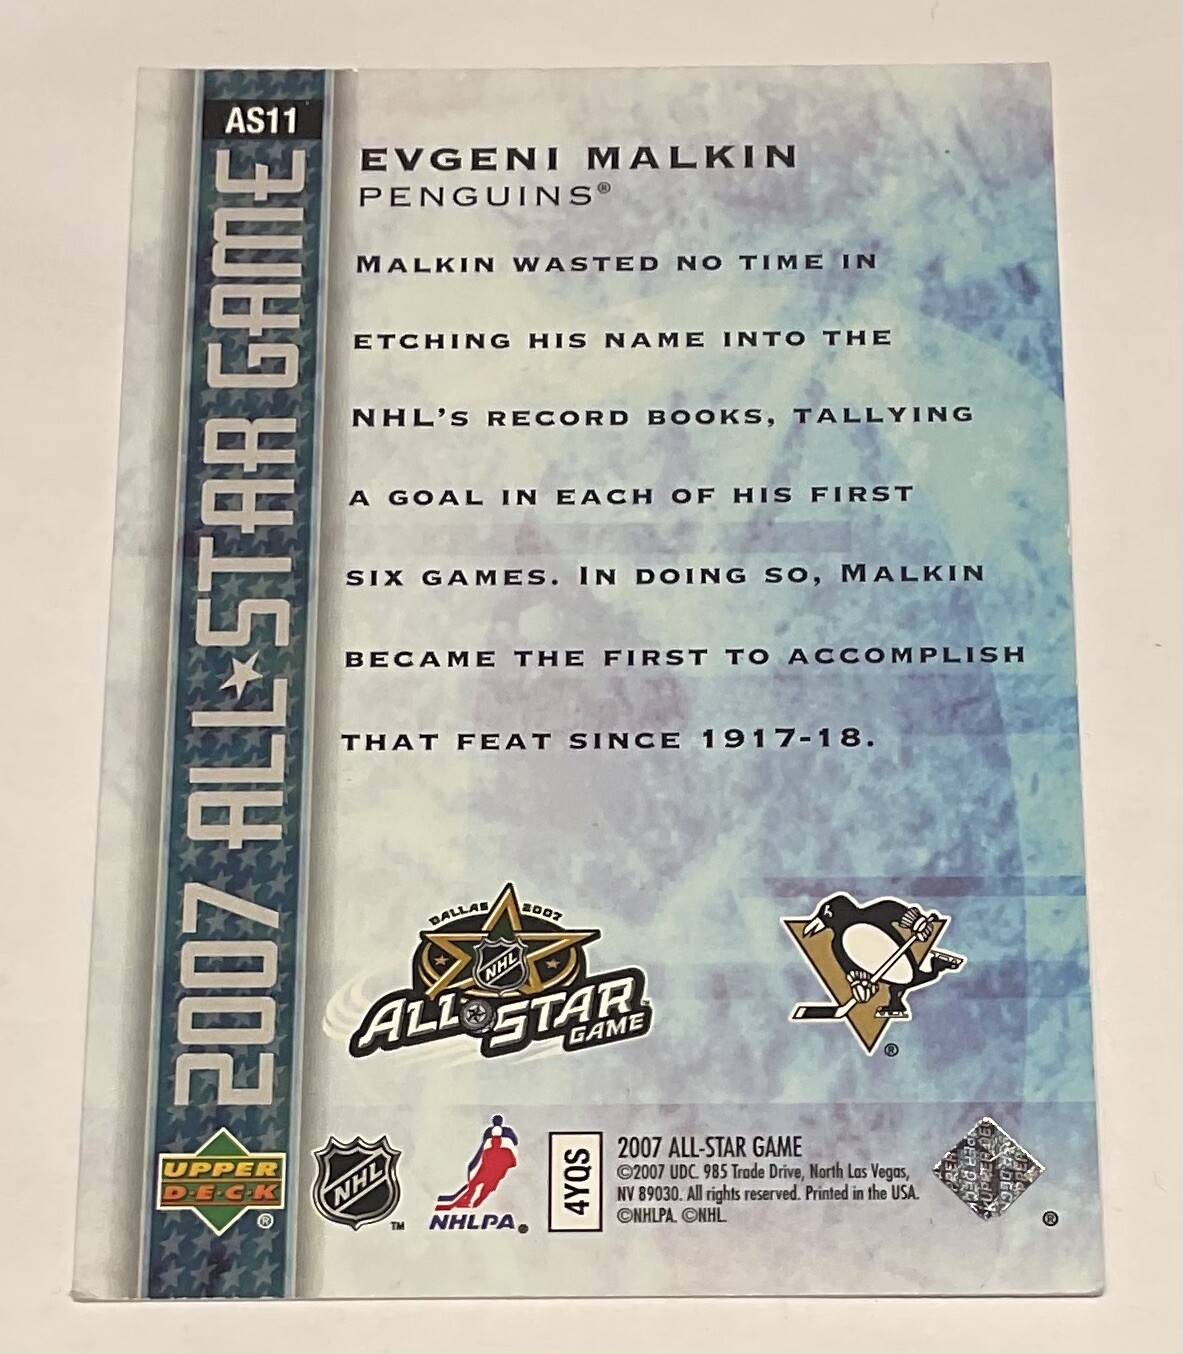 AS11
2007 ALL★STAR GAME
EVGENI MALKIN
PENGUINS®
MALKIN WASTED NO TIME IN
ETCHING HIS NAME INTO THE
NHL'S RECORD BOOKS, TALLYING
A GOAL IN EACH OF HIS FIRST
SIX GAMES. IN DOING SO, MALKIN
BECAME THE FIRST TO ACCOMPLISH
THAT FEAT SINCE 1917-18.
DALLAS 2007
NHL
ALL STAR
GAME™
®
UPPER
D·E·C·K
®
NHL
™
NHLPA®
4YQS
2007 ALL-STAR GAME
©2007 UDC. 985 Trade Drive, North Las Vegas,
NV 89030. All rights reserved. Printed in the USA.
©NHLPA. ©NHL.
®